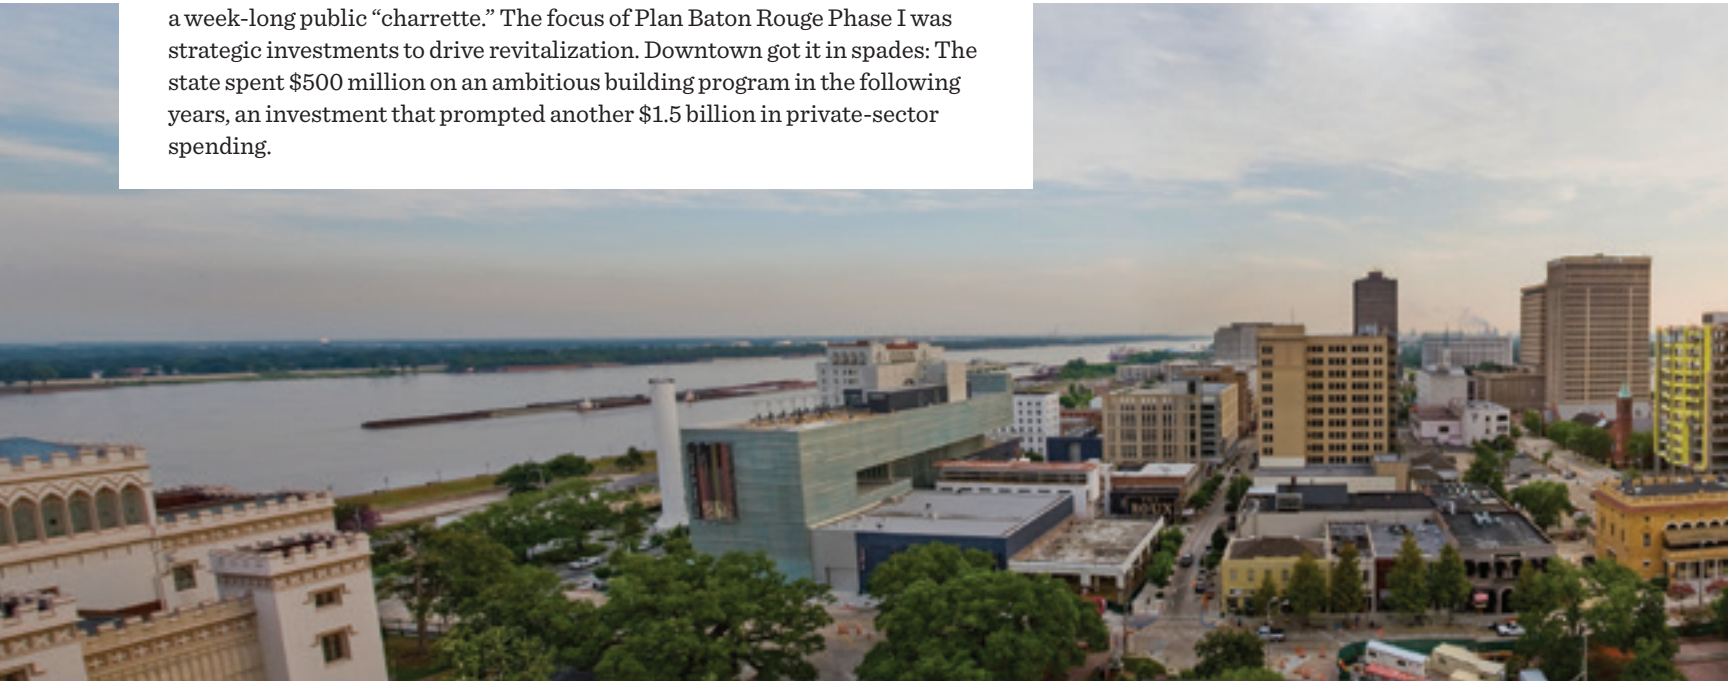 a week-long public “charrette.” The focus of Plan Baton Rouge Phase I was
strategic investments to drive revitalization. Downtown got it in spades: The
state spent $500 million on an ambitious building program in the following
years, an investment that prompted another $1.5 billion in private-sector
spending.